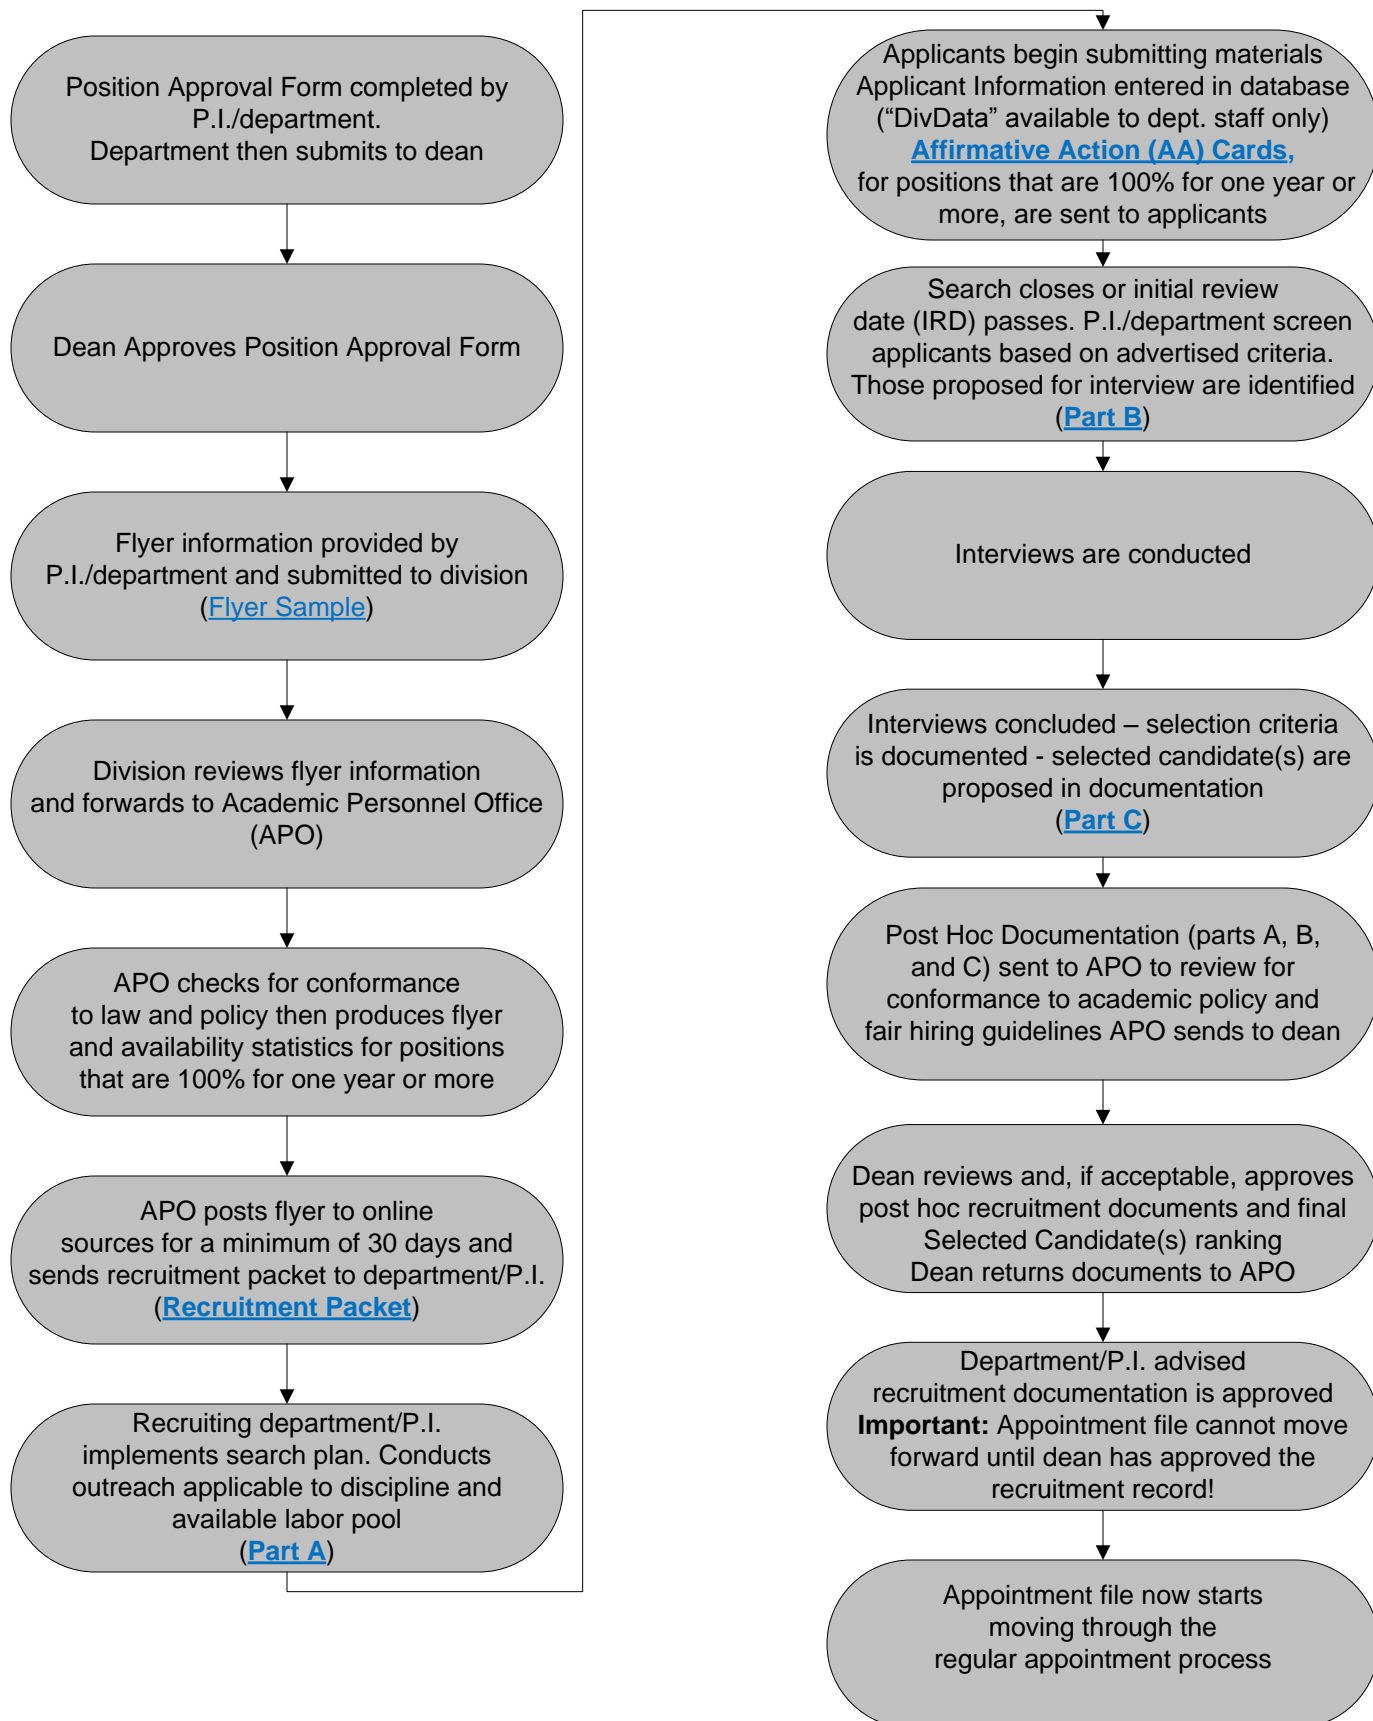 Position Approval Form completed by
P.I./department.
Department then submits to dean
Dean Approves Position Approval Form
Flyer information provided by
P.I./department and submitted to division
(Flyer Sample)
Division reviews flyer information
and forwards to Academic Personnel Office
(APO)
APO checks for conformance
to law and policy then produces flyer
and availability statistics for positions
that are 100% for one year or more
APO posts flyer to online
sources for a minimum of 30 days and
sends recruitment packet to department/P.I.
(Recruitment Packet)
Recruiting department/P.I.
implements search plan. Conducts
outreach applicable to discipline and
available labor pool
(Part A)
Applicants begin submitting materials
Applicant Information entered in database
(“DivData” available to dept. staff only)
Affirmative Action (AA) Cards,
for positions that are 100% for one year or
more, are sent to applicants
Search closes or initial review
date (IRD) passes. P.I./department screen
applicants based on advertised criteria.
Those proposed for interview are identified
(Part B)
Interviews are conducted
Interviews concluded – selection criteria
is documented - selected candidate(s) are
proposed in documentation
(Part C)
Post Hoc Documentation (parts A, B,
and C) sent to APO to review for
conformance to academic policy and
fair hiring guidelines APO sends to dean
Dean reviews and, if acceptable, approves
post hoc recruitment documents and final
Selected Candidate(s) ranking
Dean returns documents to APO
Department/P.I. advised
recruitment documentation is approved
Important: Appointment file cannot move
forward until dean has approved the
recruitment record!
Appointment file now starts
moving through the
regular appointment process